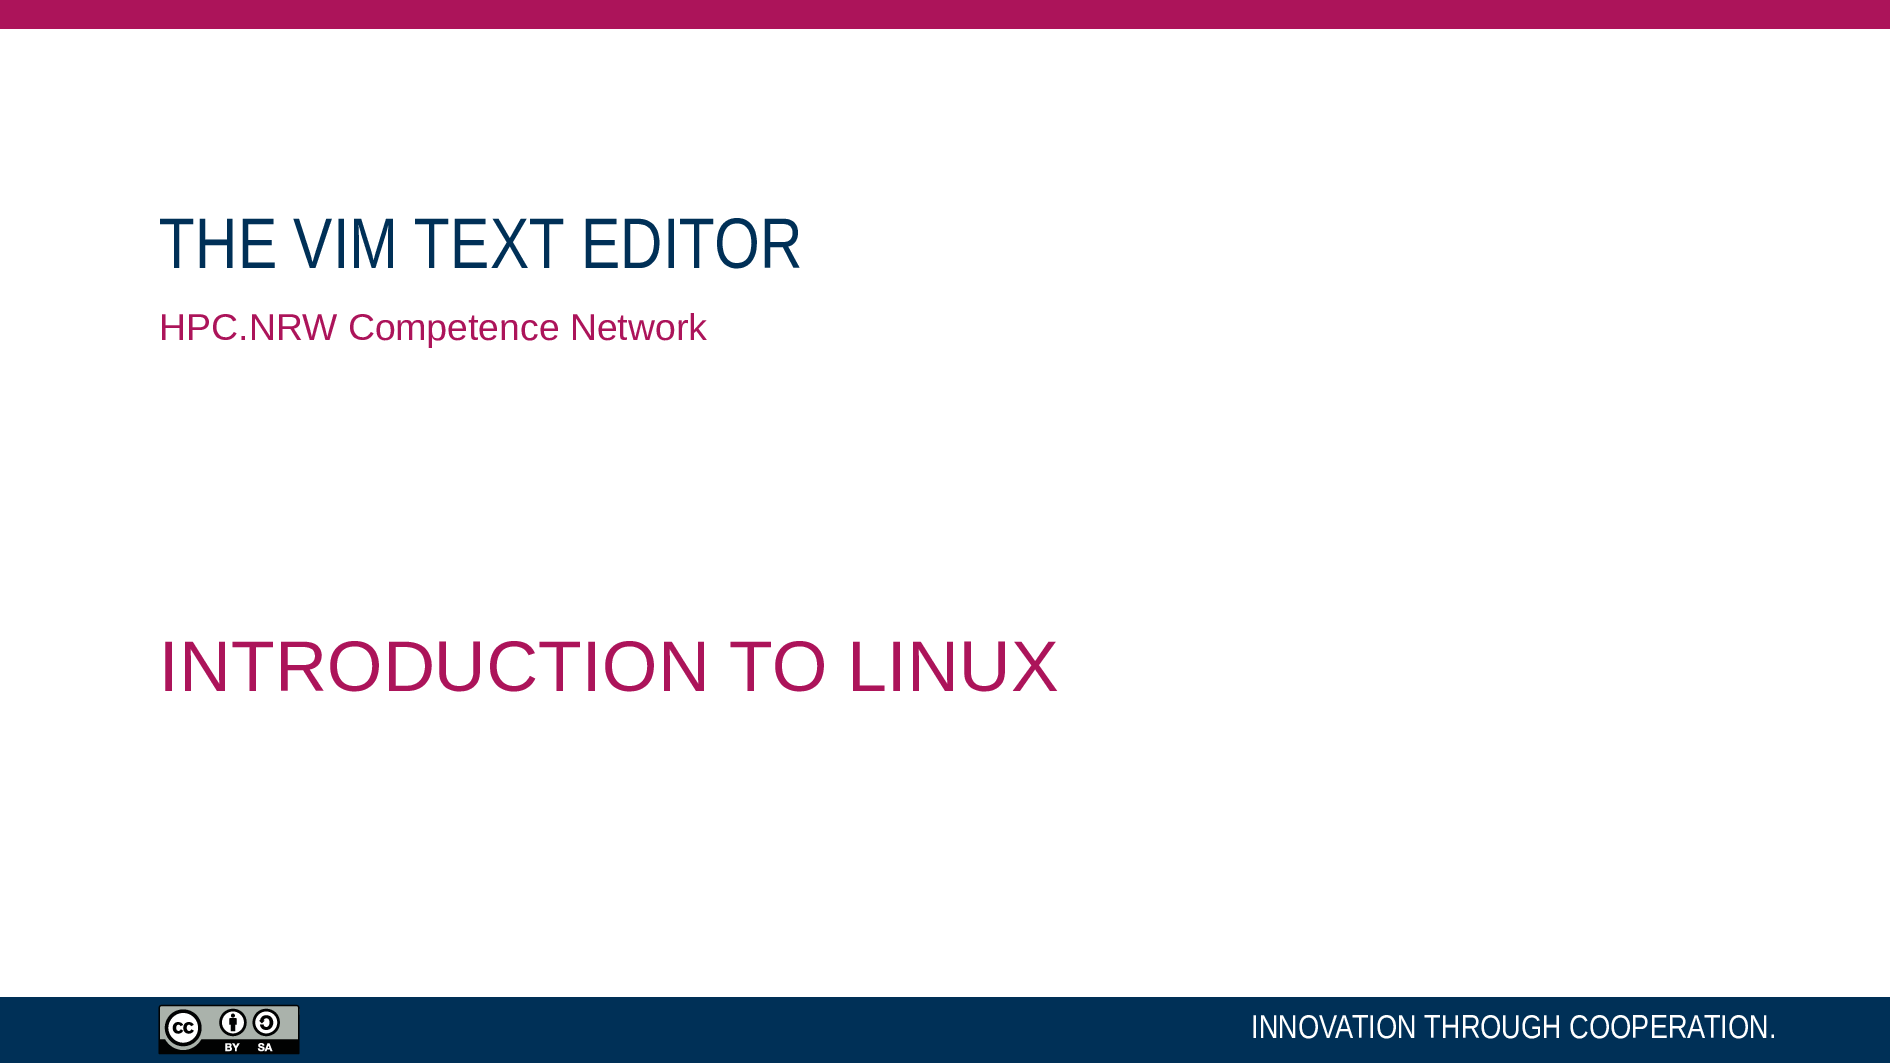 THE VIM TEXT EDITOR
HPC.NRW Competence Network
INTRODUCTION TO LINUX
cc BY SA
INNOVATION THROUGH COOPERATION.